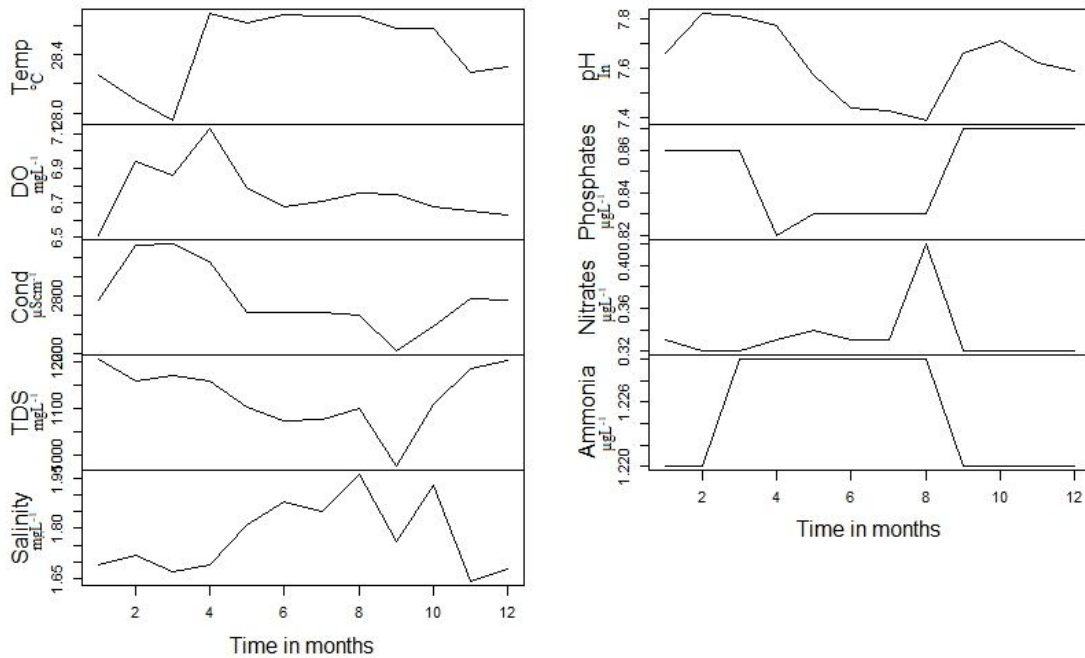 Temp
°C
28.0 28.4
DO
mgL⁻¹
6.5 6.7 6.9 7.1
Cond
µScm⁻¹
2800
TDS
mgL⁻¹
1000 1100 1200
Salinity
mgL⁻¹
1.65 1.80 1.95
2 4 6 8 10 12
Time in months
pH
In
7.4 7.6 7.8
Phosphates
µgL⁻¹
0.82 0.84 0.86
Nitrates
µgL⁻¹
0.32 0.36 0.40
Ammonia
µgL⁻¹
1.220 1.226
2 4 6 8 10 12
Time in months